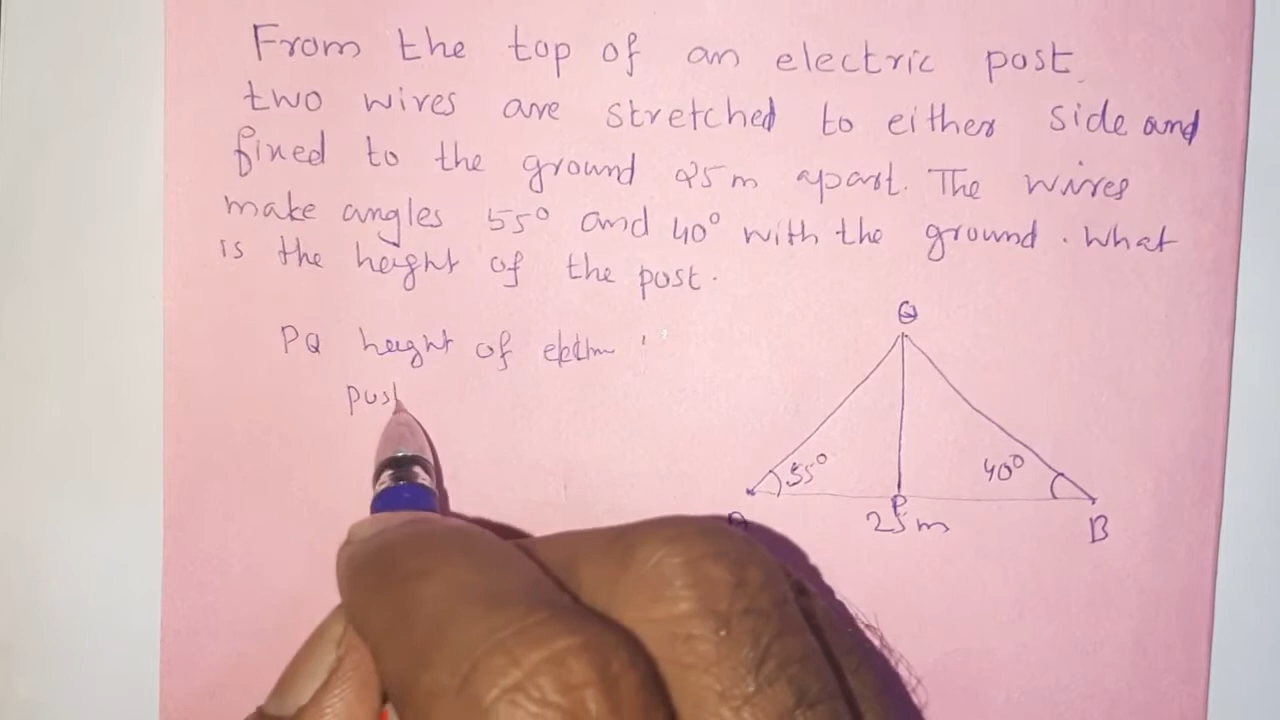 From the top of an electric post
two wires are stretched to either side and
fixed to the ground 25m apart. The wires
make angles 55° and 40° with the ground. What
is the height of the post.
PQ height of
post
Q
55°
40°
A
P
B
25m